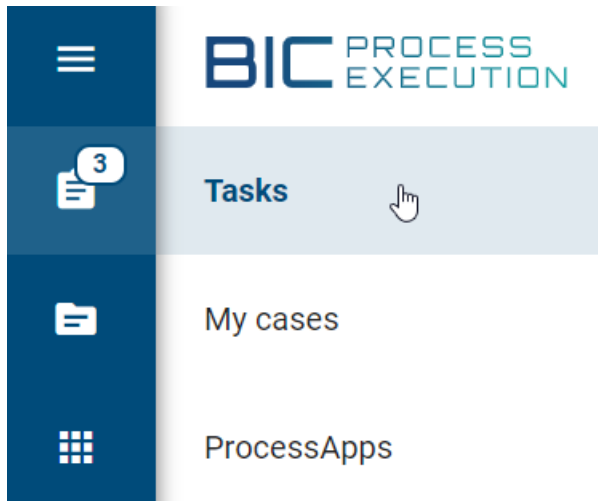 BIC PROCESS
EXECUTION
3
Tasks
My cases
ProcessApps